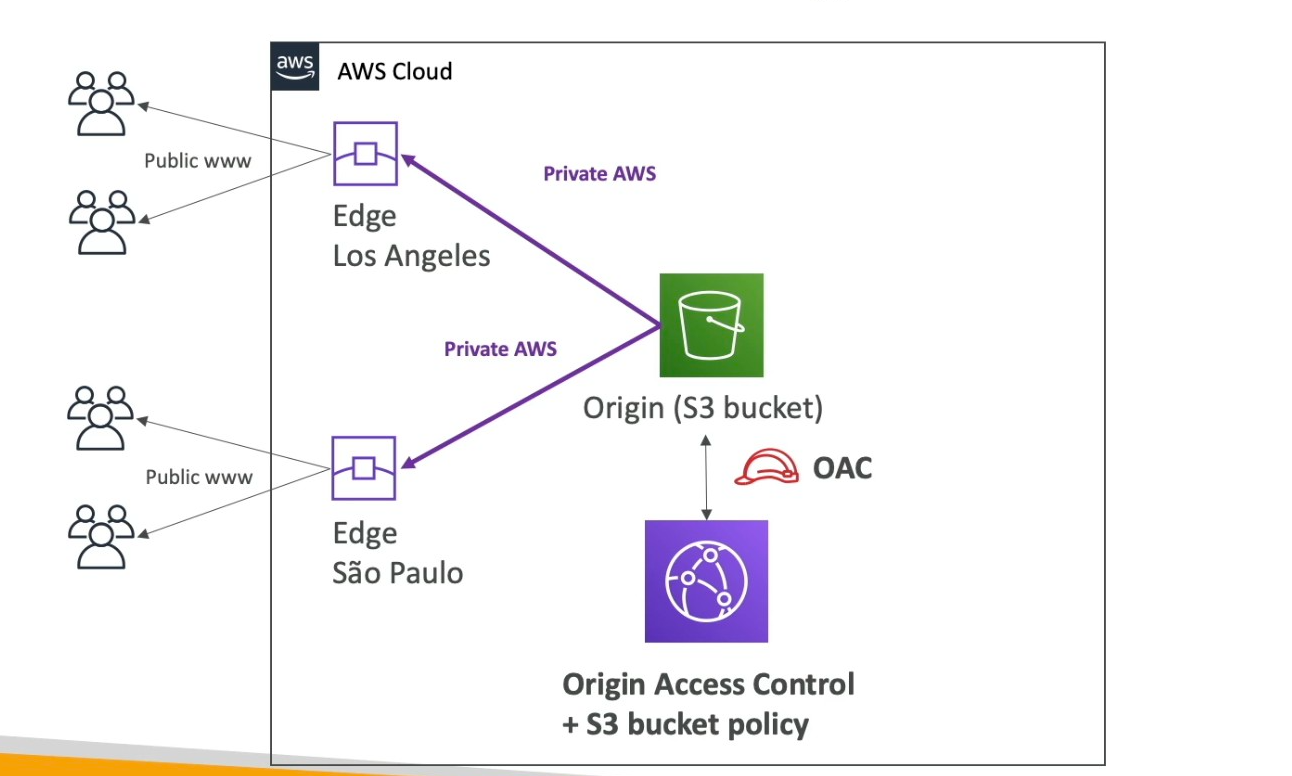 aws
AWS Cloud
Public www
Private AWS
Edge
Los Angeles
Private AWS
Origin (S3 bucket)
OAC
Public www
Edge
São Paulo
Origin Access Control
+ S3 bucket policy